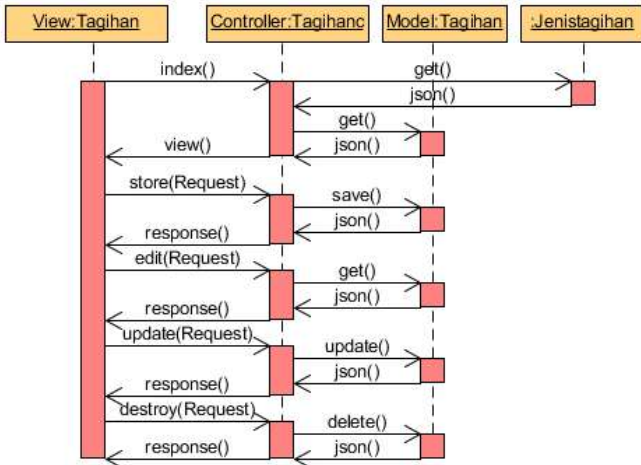 View:Tagihan Controller:Tagihanc Model:Tagihan :Jenistagihan
index() get()
json()
get()
view() json()
store(Request) save()
json()
response()
edit(Request) get()
json()
response()
update(Request) update()
json()
response()
destroy(Request) delete()
response() json()